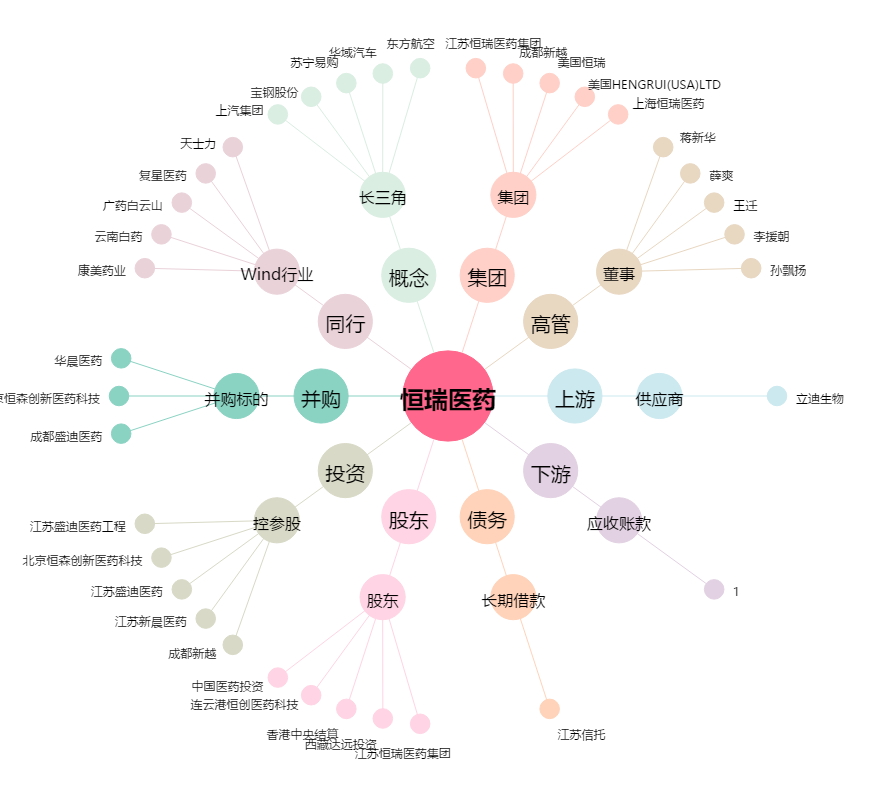 东方航空
江苏恒瑞医药集团
华域汽车
成都新越
苏宁易购
美国恒瑞
宝钢股份
美国HENGRUI(USA)LTD
上汽集团
上海恒瑞医药
天士力
蒋新华
复星医药
薛爽
长三角
集团
广药白云山
王迁
云南白药
李援朝
康美药业
Wind行业
概念
集团
董事
孙飘扬
同行
高管
华晨医药
京恒森创新医药科技
并购标的
并购
恒瑞医药
上游
供应商
立迪生物
成都盛迪医药
投资
下游
江苏盛迪医药工程
控参股
股东
债务
应收账款
北京恒森创新医药科技
江苏盛迪医药
1
股东
长期借款
江苏新晨医药
成都新越
中国医药投资
连云港恒创医药科技
香港中央结算
江苏信托
西藏达远投资
江苏恒瑞医药集团